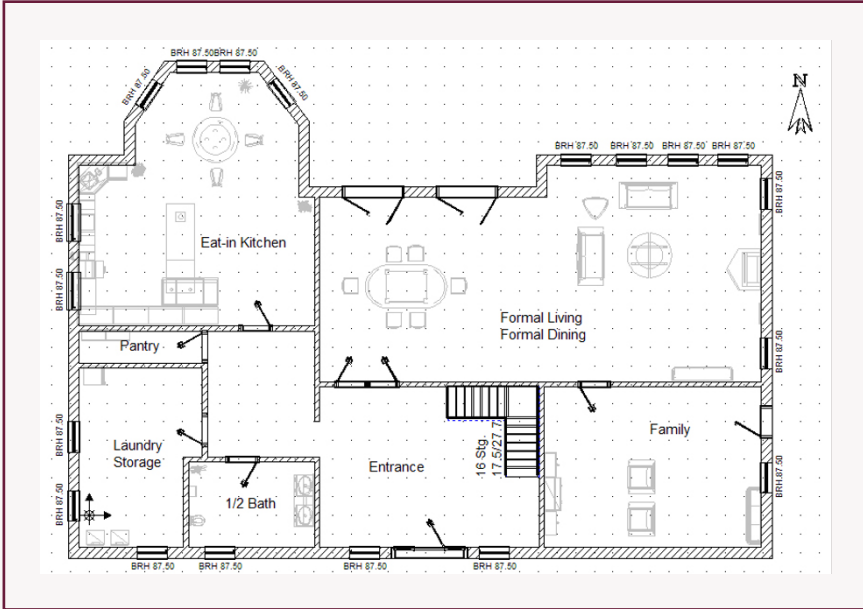 BRH 87.50
BRH 87.50
BRH 87.50
BRH 87.50
N
BRH 87.50
BRH 87.50
BRH 87.50
BRH 87.50
BRH 87.50
BRH 87.50
Eat-in Kitchen
BRH 87.50
Formal Living
Formal Dining
Pantry
BRH 87.50
BRH 87.50
Laundry
Storage
Entrance
16 Stg.
17.5/27.7
Family
BRH 87.50
BRH 87.50
1/2 Bath
BRH 87.50
BRH 87.50
BRH 87.50
BRH 87.50